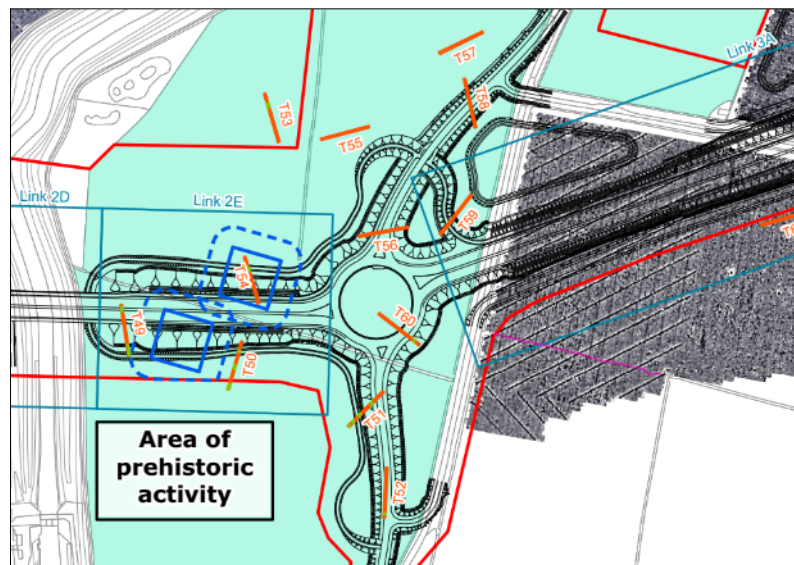 T57
Link 3A
T58
T53
T55
Link 2D
Link 2E
T59
T56
T54
T49
T60
T50
T51
Area of
prehistoric
activity
T52